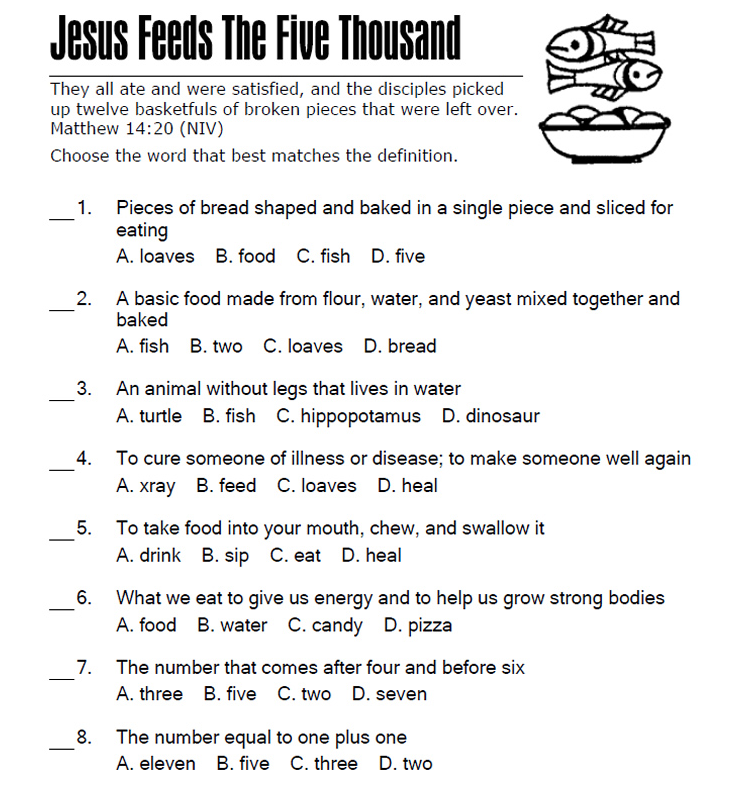 Jesus Feeds The Five Thousand
They all ate and were satisfied, and the disciples picked
up twelve basketfuls of broken pieces that were left over.
Matthew 14:20 (NIV)
Choose the word that best matches the definition.
__1. Pieces of bread shaped and baked in a single piece and sliced for
eating
A. loaves B. food C. fish D. five
__2. A basic food made from flour, water, and yeast mixed together and
baked
A. fish B. two C. loaves D. bread
__3. An animal without legs that lives in water
A. turtle B. fish C. hippopotamus D. dinosaur
__4. To cure someone of illness or disease; to make someone well again
A. xray B. feed C. loaves D. heal
__5. To take food into your mouth, chew, and swallow it
A. drink B. sip C. eat D. heal
__6. What we eat to give us energy and to help us grow strong bodies
A. food B. water C. candy D. pizza
__7. The number that comes after four and before six
A. three B. five C. two D. seven
__8. The number equal to one plus one
A. eleven B. five C. three D. two